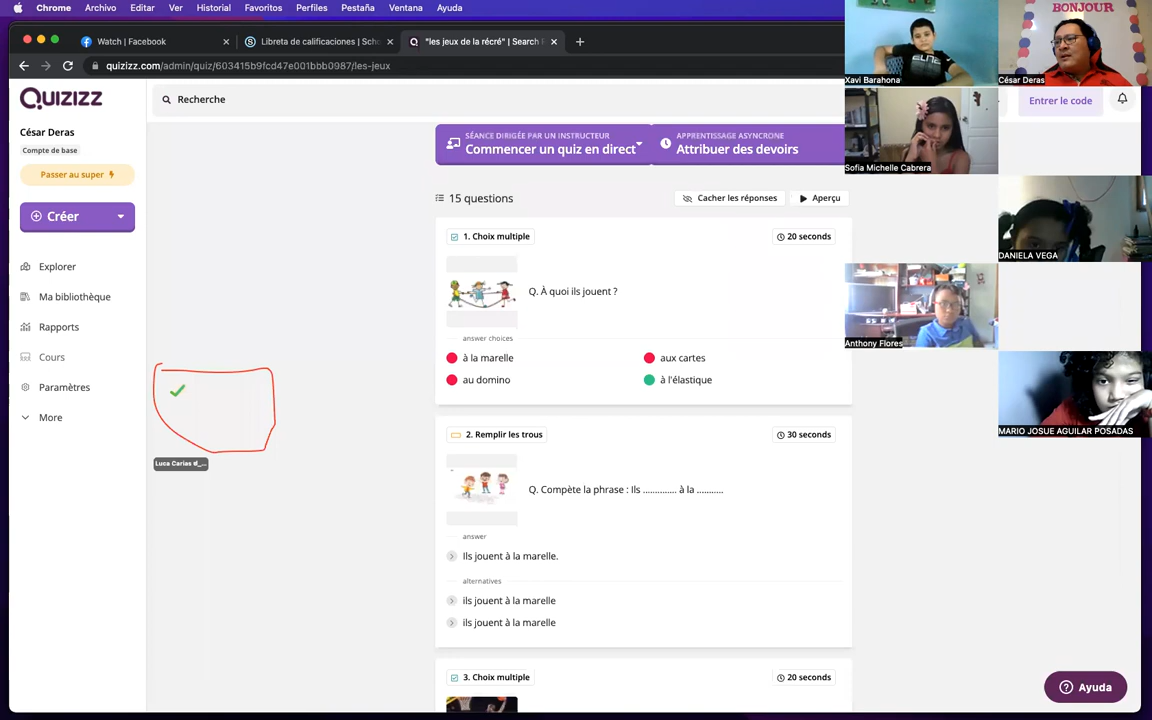 Chrome Archivo Editar Ver Historial Favoritos Perfiles Pestaña Ventana Ayuda
Watch | Facebook
Libreta de calificaciones | Scho
"les jeux de la récré" | Search
quizizz.com/admin/quiz/603415b9fcd47e001bbb0987/les-jeux
BONJOUR
Xavi Barahona
César Deras
QUIZIZZ
Recherche
Entrer le code
César Deras
Compte de base
Passer au super
Créer
Explorer
Ma bibliothèque
Rapports
Cours
Paramètres
More
Luca Carias d_...
SÉANCE DIRIGÉE PAR UN INSTRUCTEUR
Commencer un quiz en direct
APPRENTISSAGE ASYNCRONE
Attribuer des devoirs
Sofia Michelle Cabrera
15 questions
Cacher les réponses
Aperçu
1. Choix multiple
20 seconds
DANIELA VEGA
Q. À quoi ils jouent ?
answer choices
à la marelle
aux cartes
au domino
à l'élastique
Anthony Flores
MARIO JOSUE AGUILAR POSADAS
2. Remplir les trous
30 seconds
Q. Compète la phrase : Ils ............. à la ..........
answer
Ils jouent à la marelle.
alternatives
ils jouent à la marelle
ils jouent à la marelle
3. Choix multiple
20 seconds
Ayuda